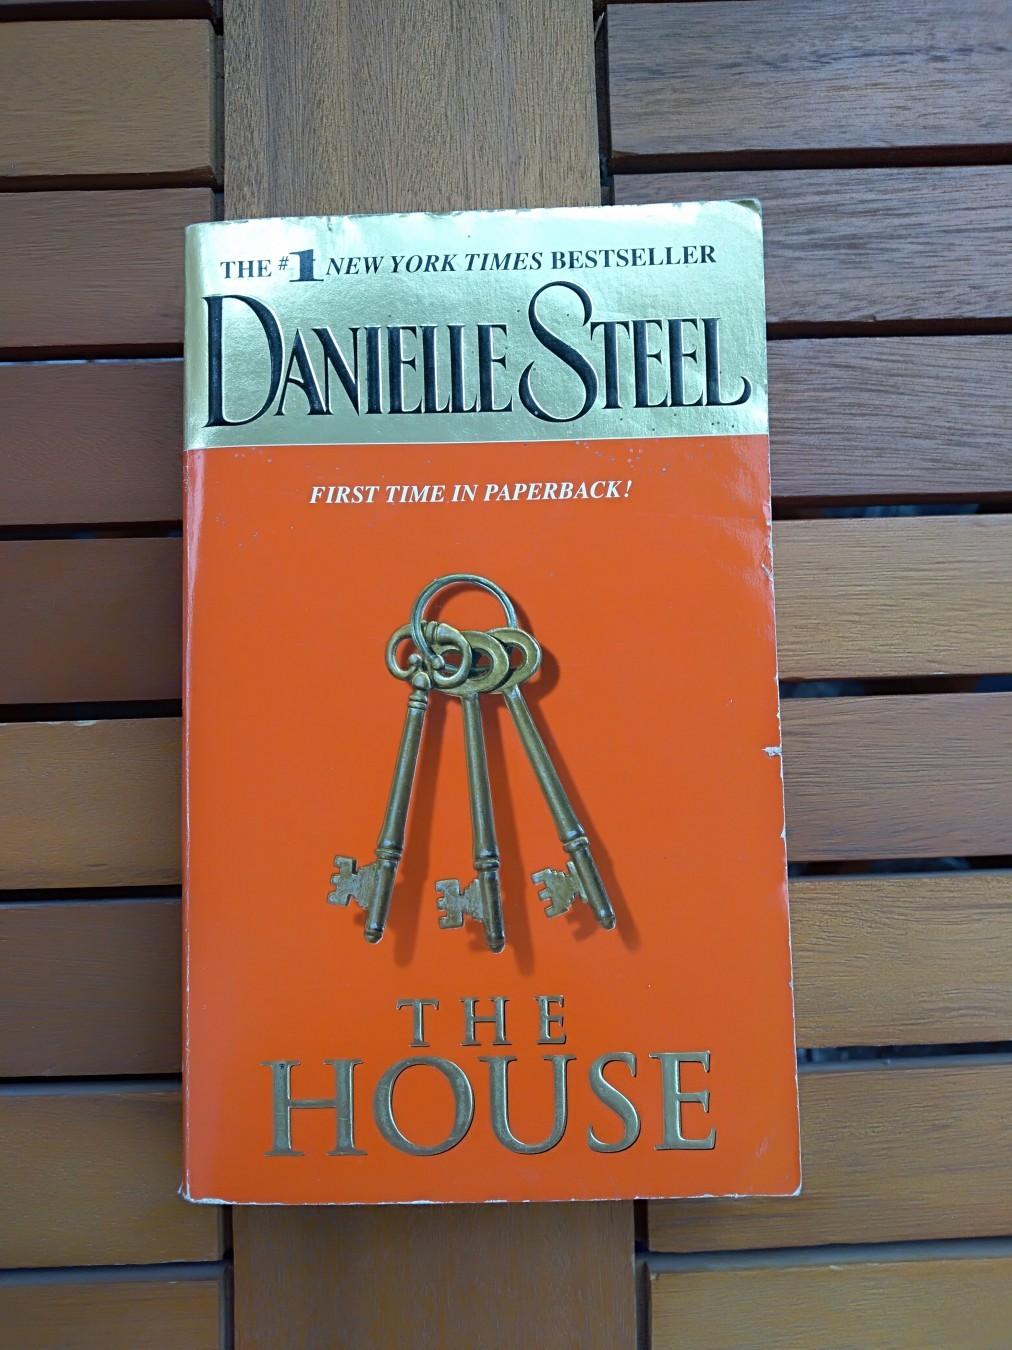 THE #1 NEW YORK TIMES BESTSELLER
DANIELLE STEEL
FIRST TIME IN PAPERBACK!
THE
HOUSE